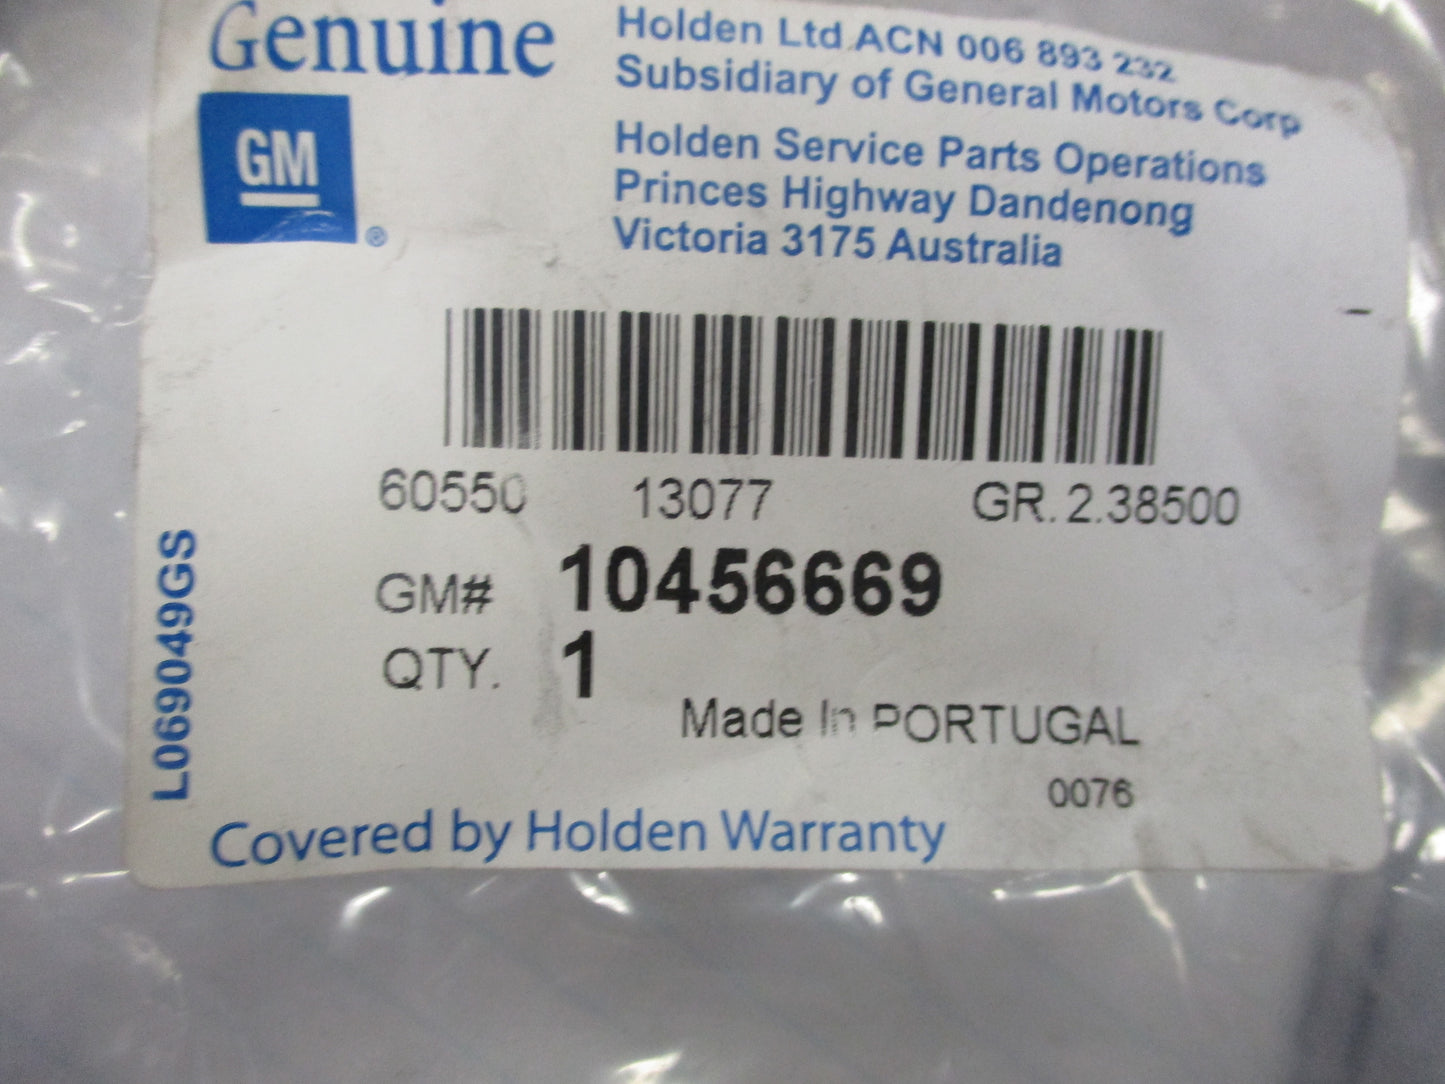 Genuine
GM
®
Holden Ltd ACN 006 893 232
Subsidiary of General Motors Corp
Holden Service Parts Operations
Princes Highway Dandenong
Victoria 3175 Australia
60550 13077 GR. 2.38500
GM# 10456669
QTY. 1
Made In PORTUGAL
0076
L069049GS
Covered by Holden Warranty